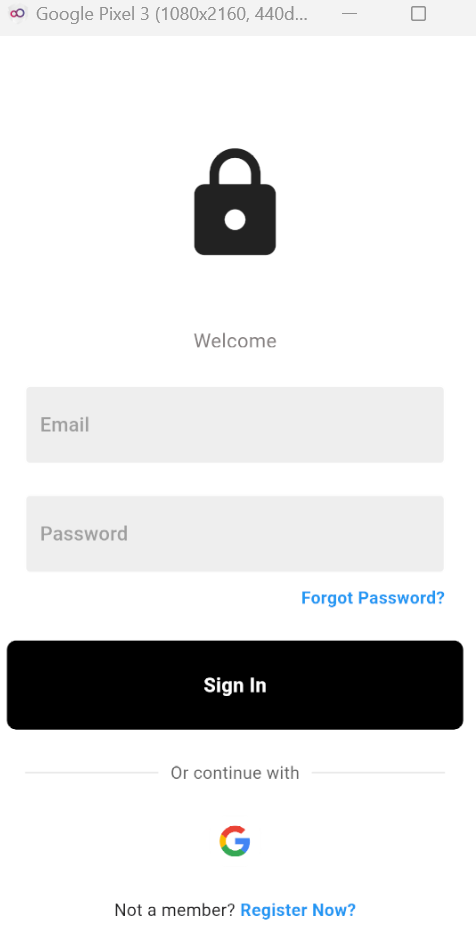 Google Pixel 3 (1080x2160, 440d...
Welcome
Email
Password
Forgot Password?
Sign In
Or continue with
Not a member? Register Now?